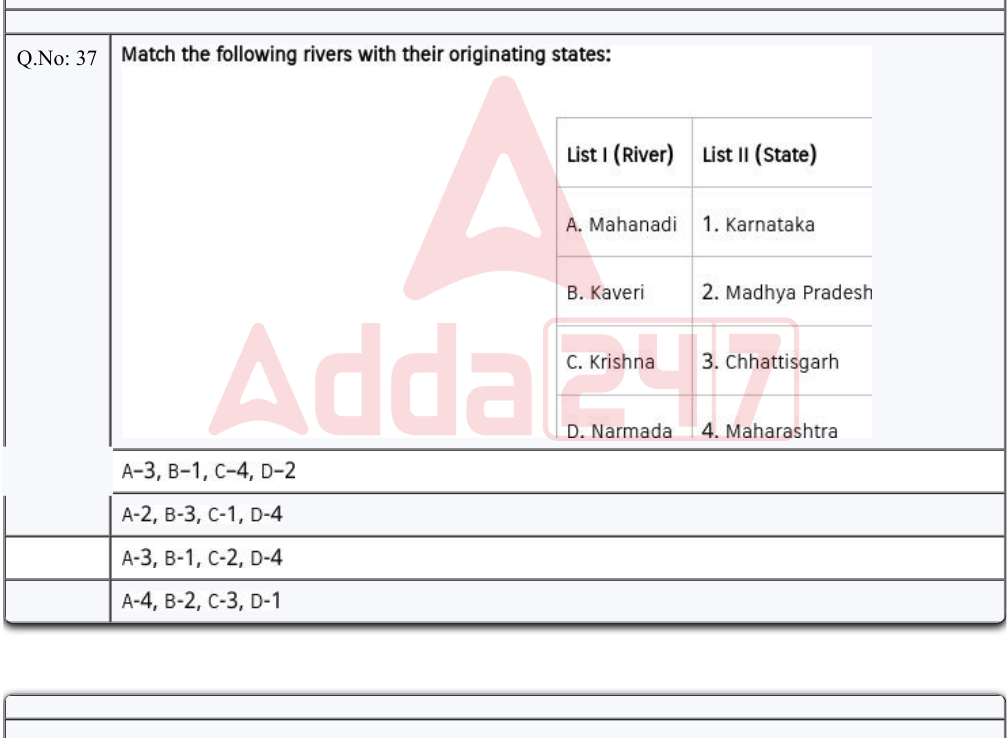 Q.No: 37 Match the following rivers with their originating states:
List I (River) List II (State)
A. Mahanadi 1. Karnataka
B. Kaveri 2. Madhya Pradesh
C. Krishna 3. Chhattisgarh
D. Narmada 4. Maharashtra
Adda247
A–3, B–1, C–4, D–2
A-2, B-3, C-1, D-4
A-3, B-1, C-2, D-4
A-4, B-2, C-3, D-1